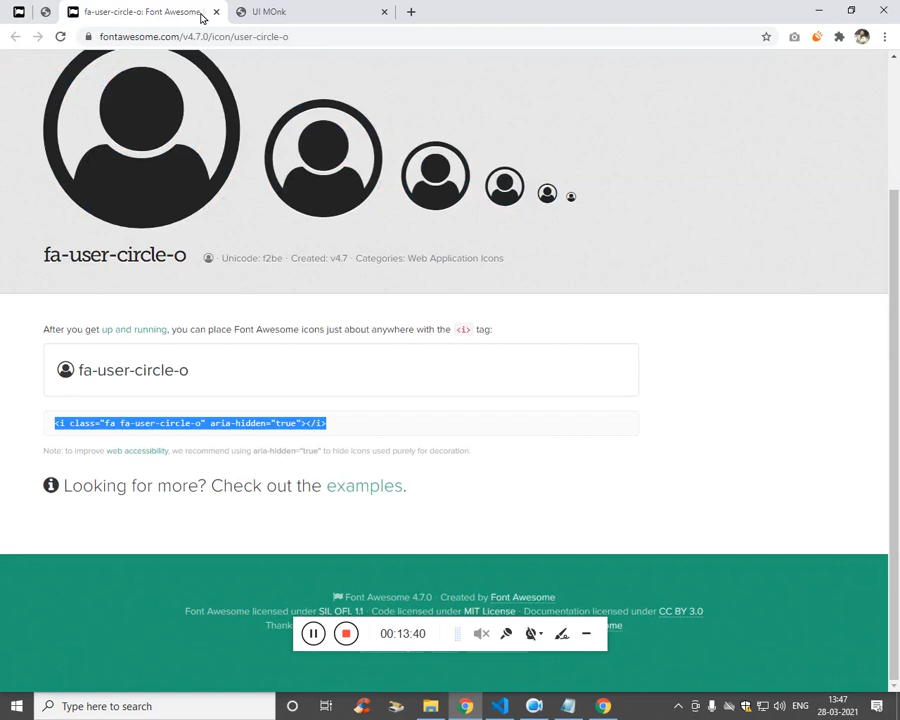 fa-user-circle-o: Font Awesome
UI MOnk
fontawesome.com/v4.7.0/icon/user-circle-o
fa-user-circle-o
Unicode: f2be · Created: v4.7 · Categories: Web Application Icons
After you get up and running, you can place Font Awesome icons just about anywhere with the <i> tag:
fa-user-circle-o
<i class="fa fa-user-circle-o" aria-hidden="true"></i>
Note: to improve web accessibility, we recommend using aria-hidden="true" to hide icons used purely for decoration.
Looking for more? Check out the examples.
Font Awesome 4.7.0 · Created by Font Awesome
Font Awesome licensed under SIL OFL 1.1 · Code licensed under MIT License · Documentation licensed under CC BY 3.0
00:13:40
Type here to search
ENG
13:47
28-03-2021